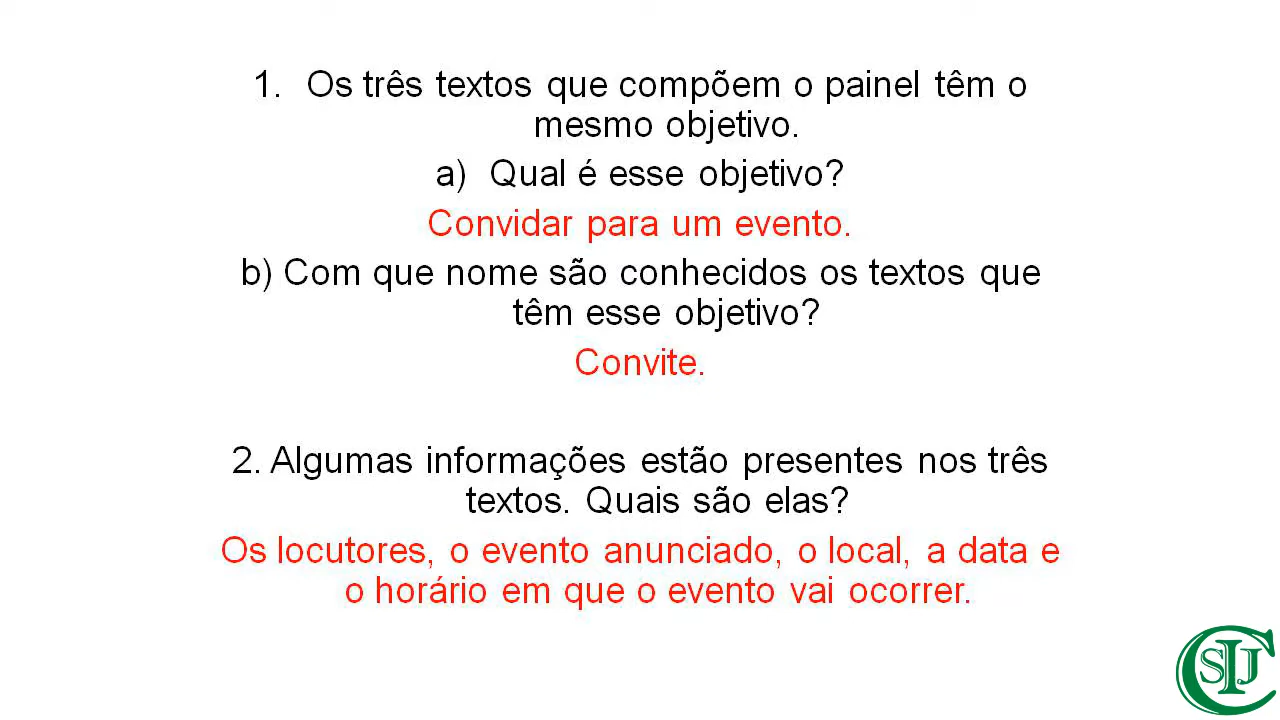 1. Os três textos que compõem o painel têm o
mesmo objetivo.
a) Qual é esse objetivo?
Convidar para um evento.
b) Com que nome são conhecidos os textos que
têm esse objetivo?
Convite.
2. Algumas informações estão presentes nos três
textos. Quais são elas?
Os locutores, o evento anunciado, o local, a data e
o horário em que o evento vai ocorrer.
CSIJ